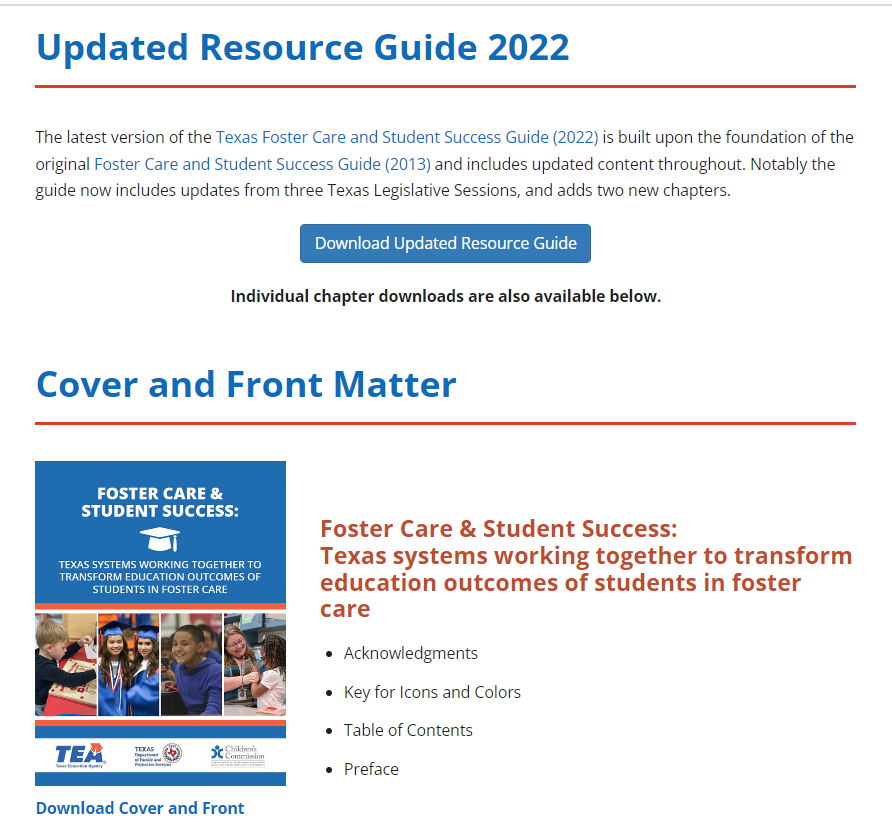 Updated Resource Guide 2022
The latest version of the Texas Foster Care and Student Success Guide (2022) is built upon the foundation of the
original Foster Care and Student Success Guide (2013) and includes updated content throughout. Notably the
guide now includes updates from three Texas Legislative Sessions, and adds two new chapters.
Download Updated Resource Guide
Individual chapter downloads are also available below.
Cover and Front Matter
FOSTER CARE &
STUDENT SUCCESS:
TEXAS SYSTEMS WORKING TOGETHER TO
TRANSFORM EDUCATION OUTCOMES OF
STUDENTS IN FOSTER CARE
TEA
Texas Education Agency
TEXAS
Department
of Family and
Protective Services
Children's
Commission
Download Cover and Front
Foster Care & Student Success:
Texas systems working together to transform
education outcomes of students in foster
care
Acknowledgments
Key for Icons and Colors
Table of Contents
Preface